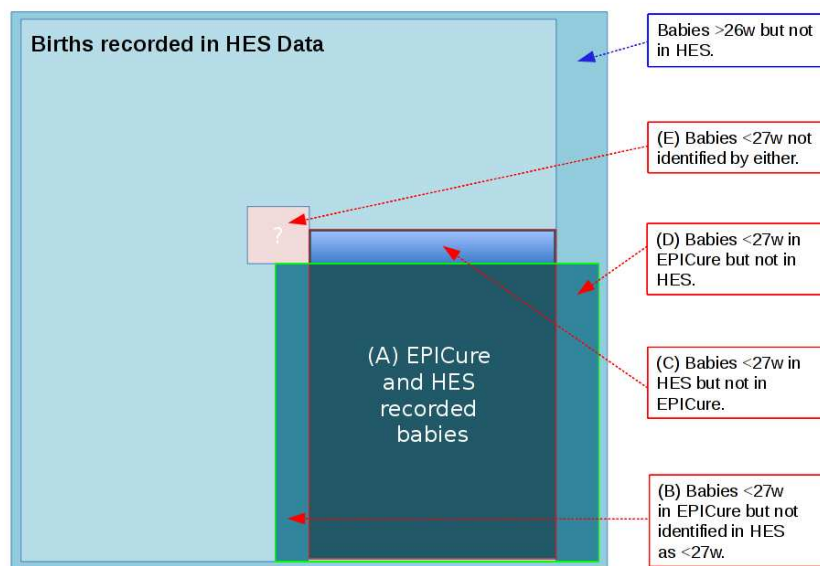 Births recorded in HES Data
Babies >26w but not
in HES.
(E) Babies <27w not
identified by either.
?
(D) Babies <27w in
EPICure but not in
HES.
(A) EPICure
and HES
recorded
babies
(C) Babies <27w in
HES but not in
EPICure.
(B) Babies <27w
in EPICure but not
identified in HES
as <27w.